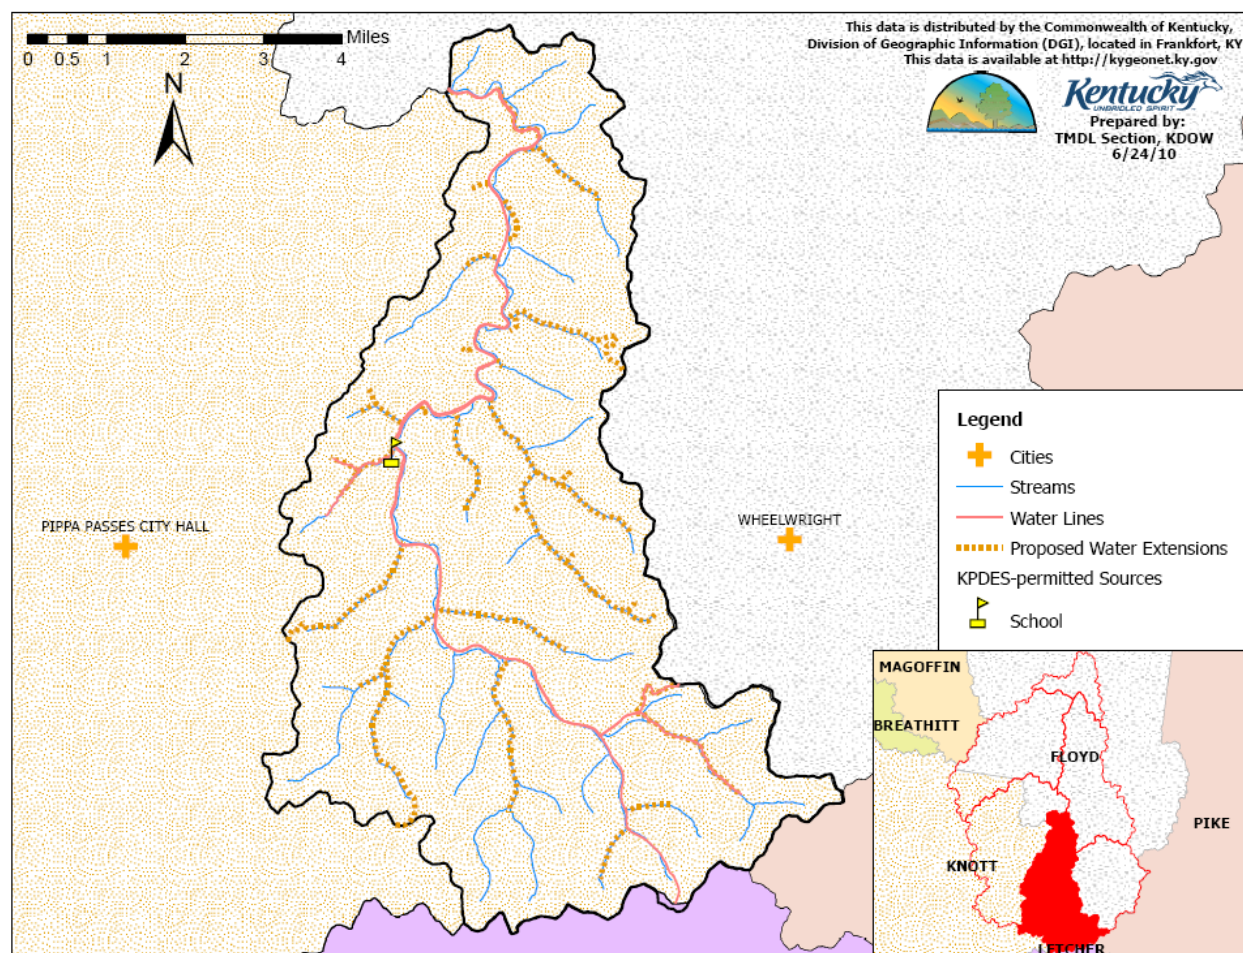 This data is distributed by the Commonwealth of Kentucky,
Division of Geographic Information (DGI), located in Frankfort, KY
This data is available at http://kygeonet.ky.gov
Miles
0 0.5 1 2 3 4
N
Kentucky
UNBRIDLED SPIRIT
Prepared by:
TMDL Section, KDOW
6/24/10
PIPPA PASSES CITY HALL
WHEELWRIGHT
Legend
Cities
Streams
Water Lines
Proposed Water Extensions
KPDES-permitted Sources
School
MAGOFFIN
BREATHITT
FLOYD
PIKE
KNOTT
LETCHER